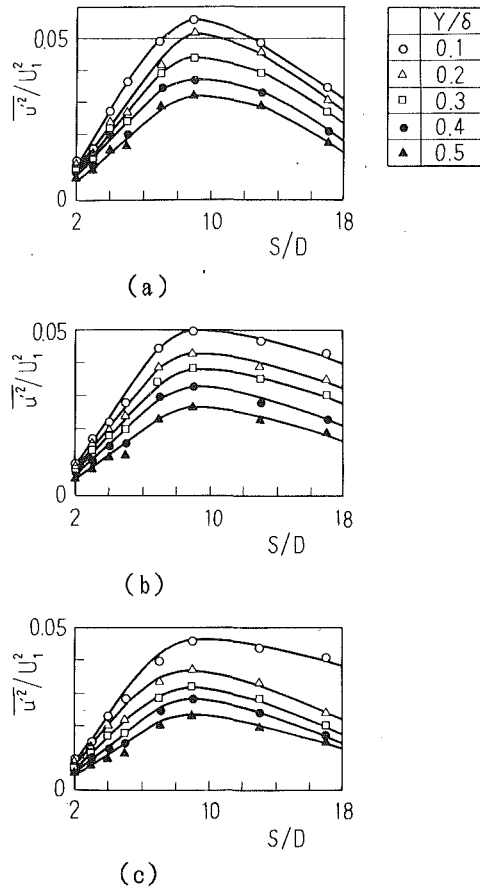 0.05
0
u'²/U₁²
2
10
18
S/D
(a)
Y/δ
○ 0.1
△ 0.2
□ 0.3
● 0.4
▲ 0.5
0.05
0
u'²/U₁²
2
10
18
S/D
(b)
0.05
0
u'²/U₁²
2
10
18
S/D
(c)